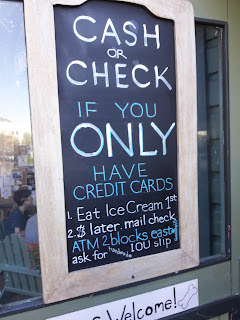 CASH
OR
CHECK
IF YOU
ONLY
HAVE
CREDIT CARDS
1. Eat Ice Cream 1st
2. later. mail check
ATM 2 blocks east
ask for handmade IOU slip
Welcome!